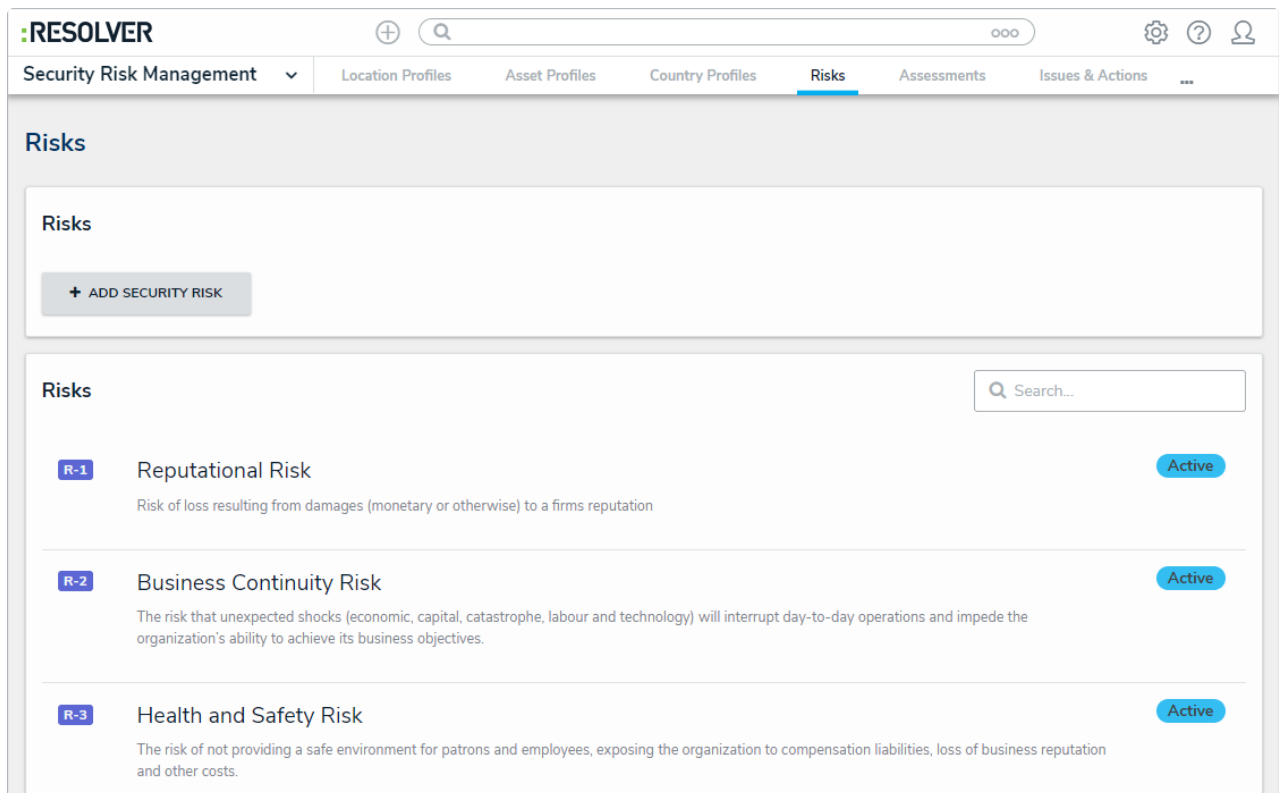 :RESOLVER
ooo
Security Risk Management
Location Profiles
Asset Profiles
Country Profiles
Risks
Assessments
Issues & Actions
...
Risks
Risks
+ ADD SECURITY RISK
Risks
Search...
R-1
Reputational Risk
Active
Risk of loss resulting from damages (monetary or otherwise) to a firms reputation
R-2
Business Continuity Risk
Active
The risk that unexpected shocks (economic, capital, catastrophe, labour and technology) will interrupt day-to-day operations and impede the
organization's ability to achieve its business objectives.
R-3
Health and Safety Risk
Active
The risk of not providing a safe environment for patrons and employees, exposing the organization to compensation liabilities, loss of business reputation
and other costs.